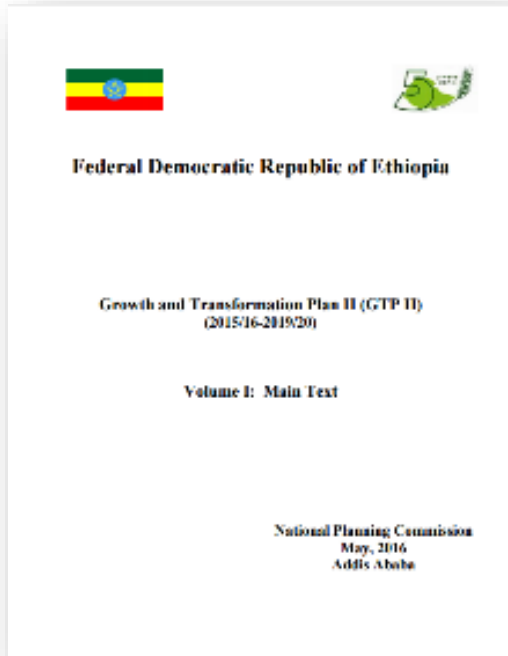 Federal Democratic Republic of Ethiopia
Growth and Transformation Plan II (GTP II)
(2015/16-2019/20)
Volume I: Main Text
National Planning Commission
May, 2016
Addis Ababa